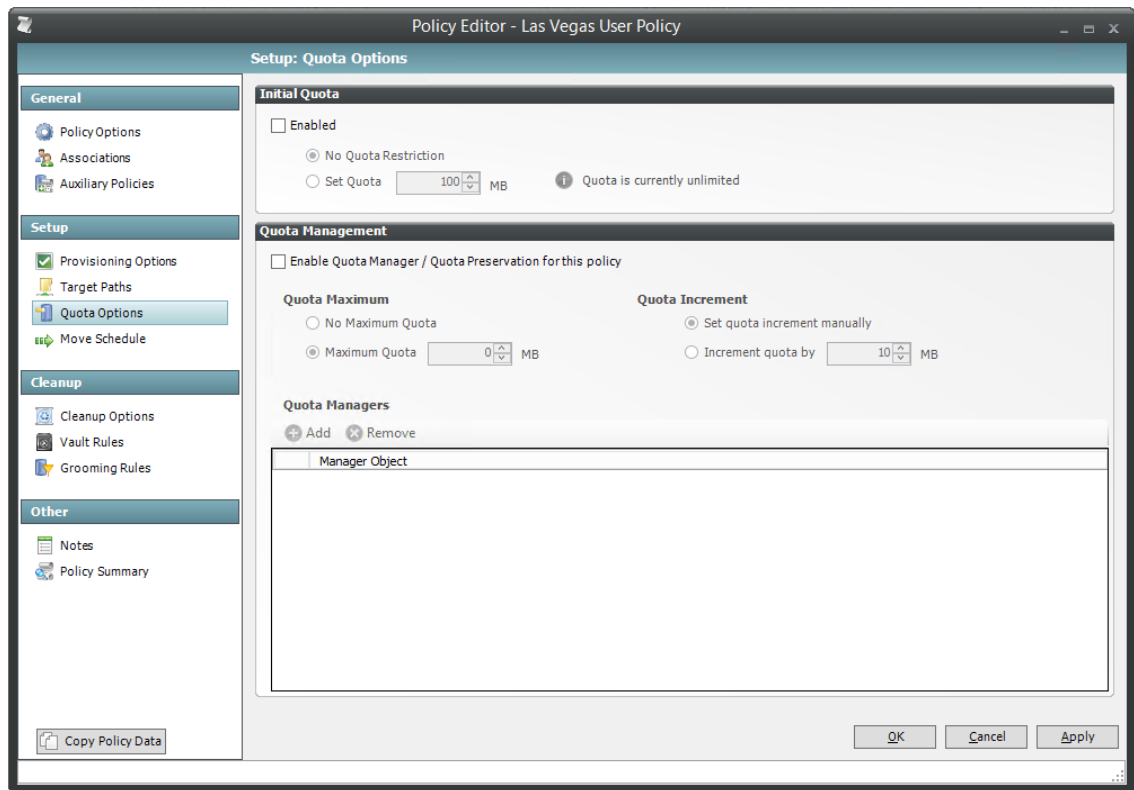 Policy Editor - Las Vegas User Policy
Setup: Quota Options
General
Policy Options
Associations
Auxiliary Policies
Setup
Provisioning Options
Target Paths
Quota Options
Move Schedule
Cleanup
Cleanup Options
Vault Rules
Grooming Rules
Other
Notes
Policy Summary
Copy Policy Data
Initial Quota
Enabled
No Quota Restriction
Set Quota 100 MB Quota is currently unlimited
Quota Management
Enable Quota Manager / Quota Preservation for this policy
Quota Maximum Quota Increment
No Maximum Quota Set quota increment manually
Maximum Quota 0 MB Increment quota by 10 MB
Quota Managers
Add Remove
Manager Object
OK Cancel Apply